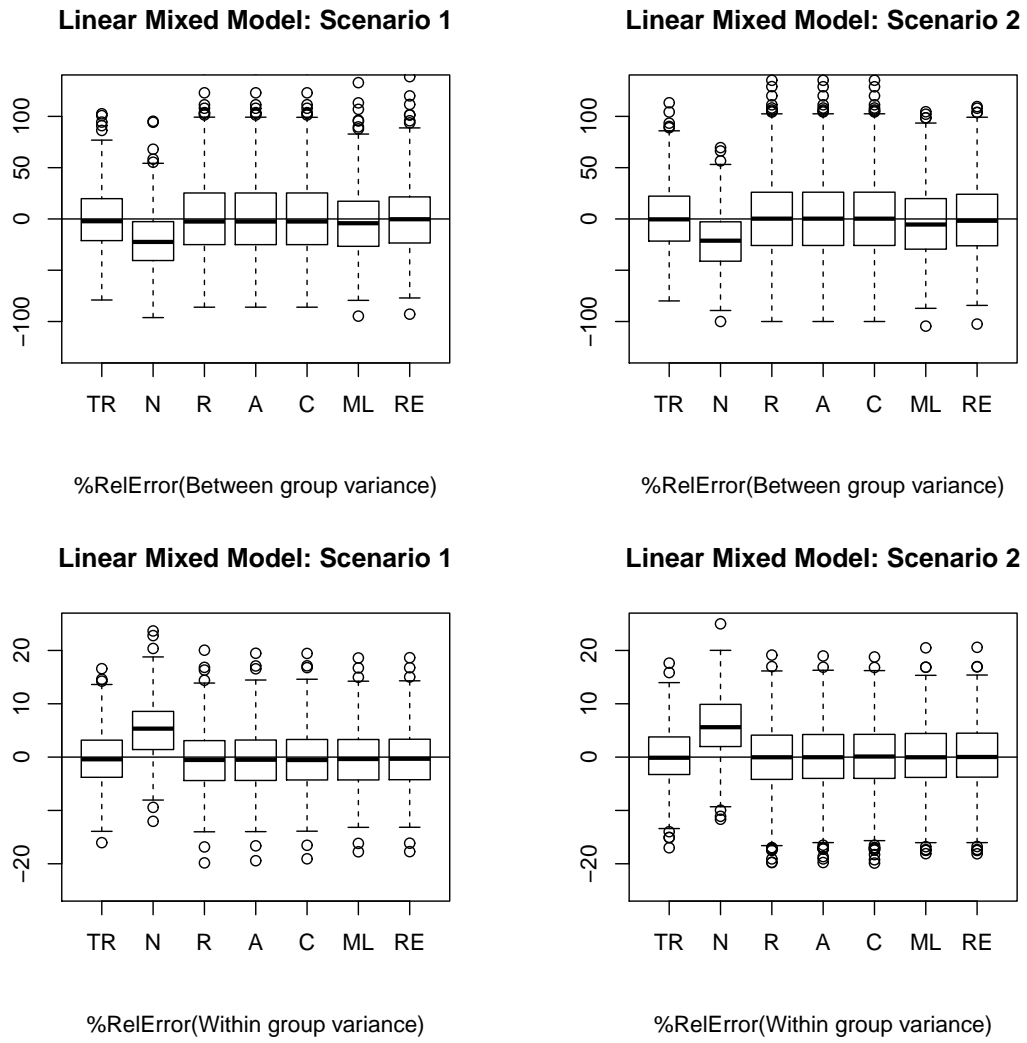 Linear Mixed Model: Scenario 1
Linear Mixed Model: Scenario 2
100
50
0
−100
TR N R A C ML RE
%RelError(Between group variance)
100
50
0
−100
TR N R A C ML RE
%RelError(Between group variance)
Linear Mixed Model: Scenario 1
Linear Mixed Model: Scenario 2
20
10
0
−20
TR N R A C ML RE
%RelError(Within group variance)
20
10
0
−20
TR N R A C ML RE
%RelError(Within group variance)